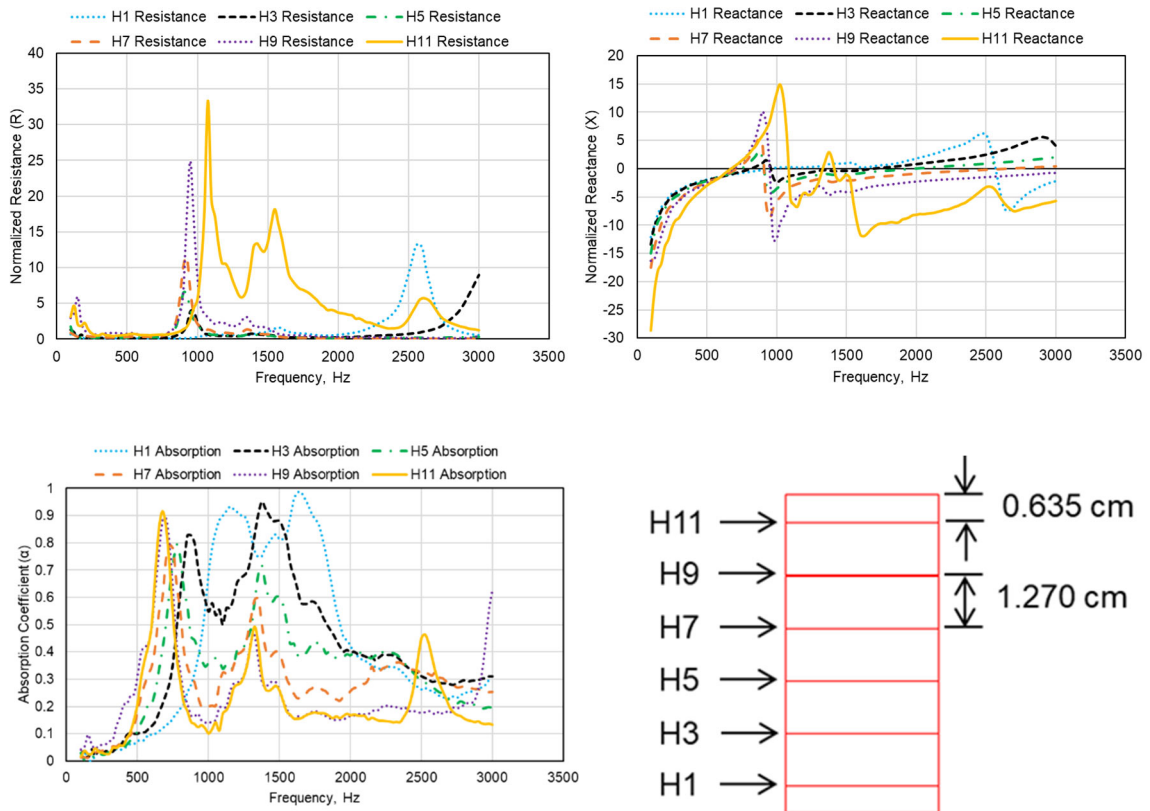 H1 Resistance H3 Resistance H5 Resistance
H7 Resistance H9 Resistance H11 Resistance
Normalized Resistance (R)
40
35
30
25
20
15
10
5
0
0 500 1000 1500 2000 2500 3000 3500
Frequency, Hz
H1 Reactance H3 Reactance H5 Reactance
H7 Reactance H9 Reactance H11 Reactance
Normalized Reactance (X)
20
15
10
5
0
-5
-10
-15
-20
-25
-30
0 500 1000 1500 2000 2500 3000 3500
Frequency, Hz
H1 Absorption H3 Absorption H5 Absorption
H7 Absorption H9 Absorption H11 Absorption
Absorption Coefficient (α)
1
0.9
0.8
0.7
0.6
0.5
0.4
0.3
0.2
0.1
0
0 500 1000 1500 2000 2500 3000 3500
Frequency, Hz
0.635 cm
H11
H9
1.270 cm
H7
H5
H3
H1